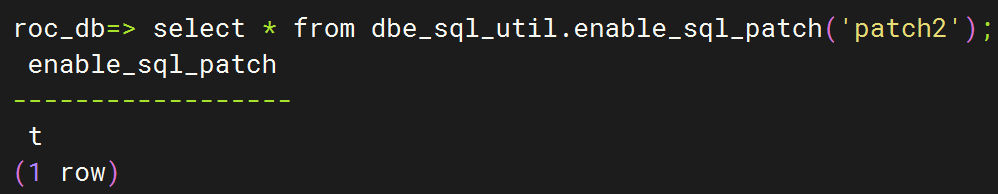 roc_db=> select * from dbe_sql_util.enable_sql_patch('patch2');
 enable_sql_patch
------------------
 t
(1 row)